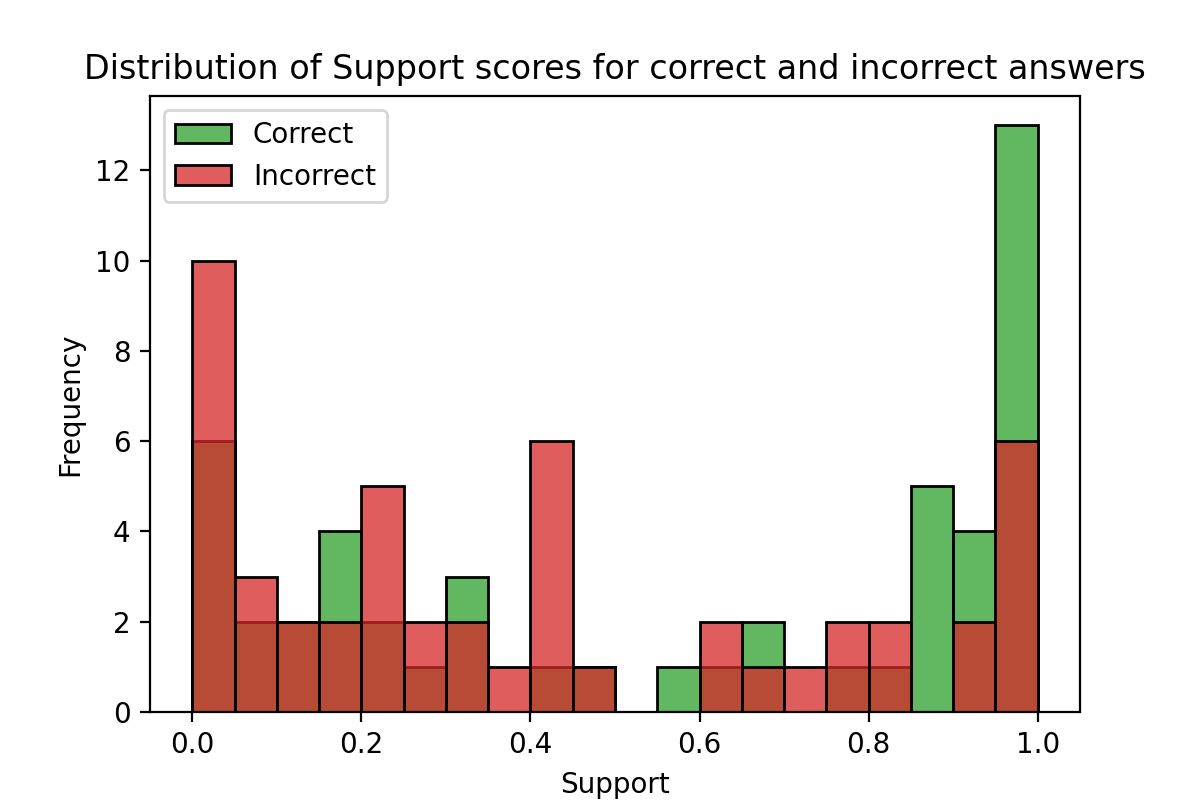 Distribution of Support scores for correct and incorrect answers
Correct
Incorrect
12
10
8
6
4
2
0
Frequency
0.0 0.2 0.4 0.6 0.8 1.0
Support